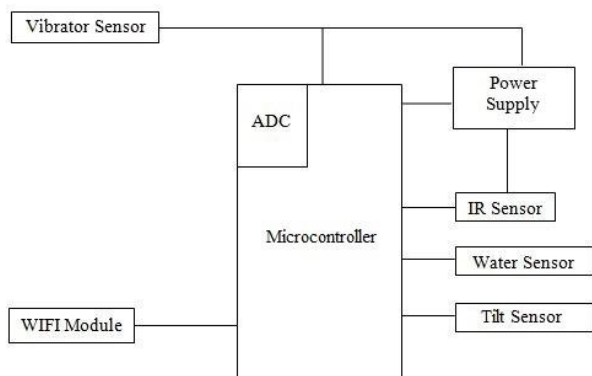 Vibrator Sensor
Power
Supply
ADC
IR Sensor
Microcontroller
Water Sensor
Tilt Sensor
WIFI Module